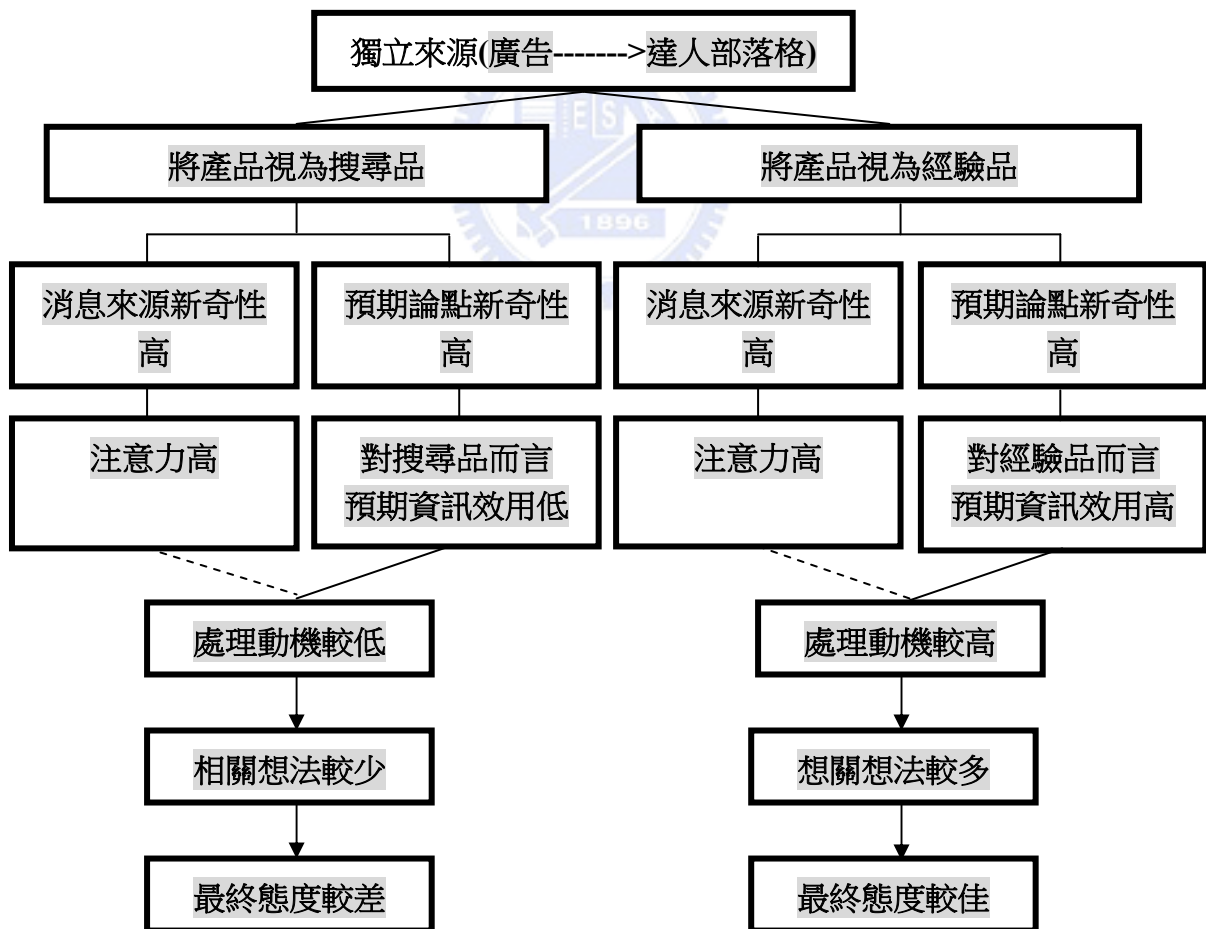 獨立來源(廣告------->達人部落格)
E S A
將產品視為搜尋品
將產品視為經驗品
1896
消息來源新奇性
高
預期論點新奇性
高
消息來源新奇性
高
預期論點新奇性
高
注意力高
對搜尋品而言
預期資訊效用低
注意力高
對經驗品而言
預期資訊效用高
處理動機較低
處理動機較高
相關想法較少
想關想法較多
最終態度較差
最終態度較佳